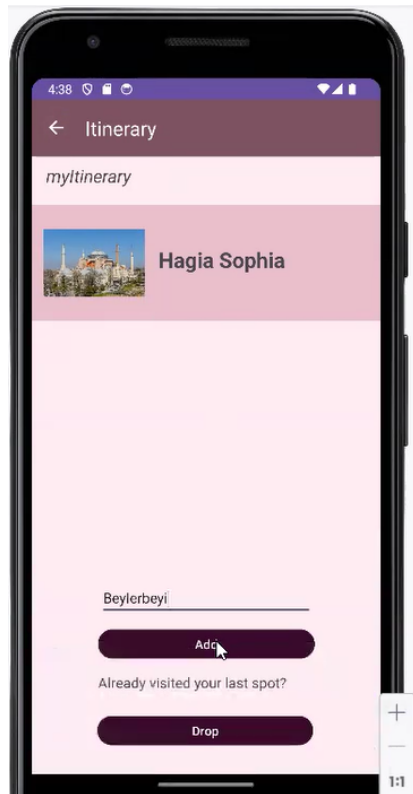 4:38
Itinerary
myItinerary
Hagia Sophia
Beylerbeyi
Add
Already visited your last spot?
Drop
1:1